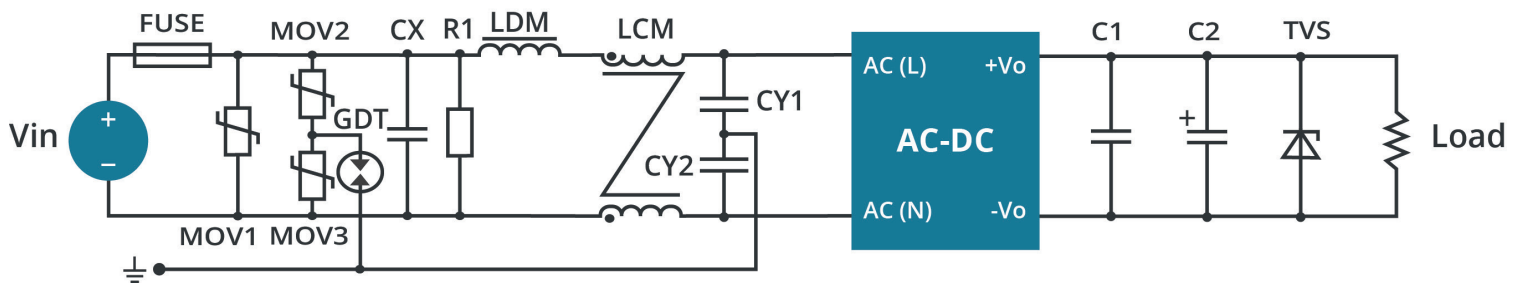 FUSE
MOV2
CX
R1
LDM
LCM
C1
C2
TVS
AC (L)
+Vo
GDT
CY1
+
Vin
+
−
AC-DC
Load
CY2
AC (N)
-Vo
MOV1
MOV3